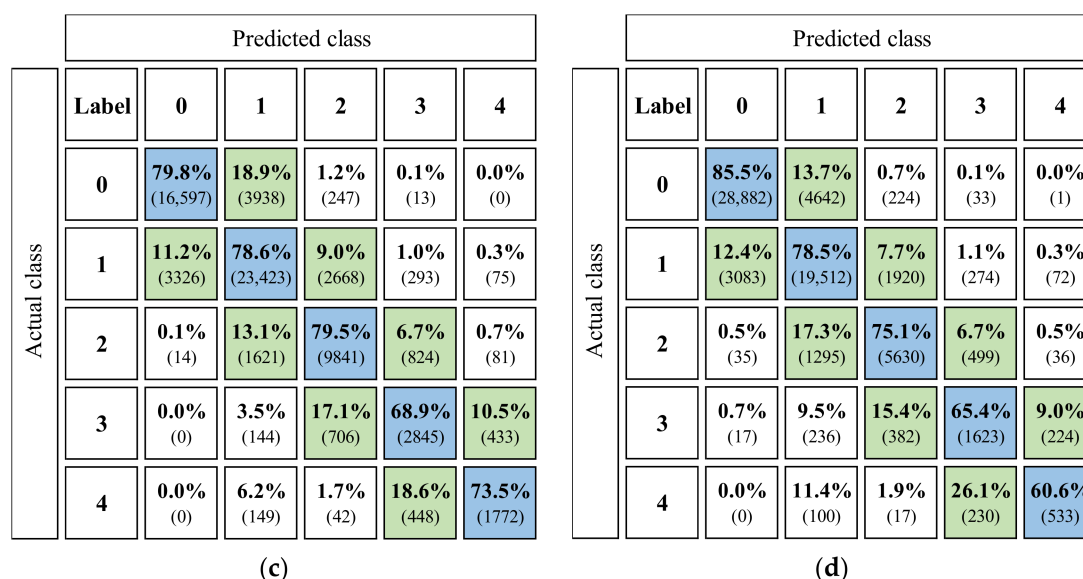 Predicted class
Actual class
Label 0 1 2 3 4
0 79.8% 18.9% 1.2% 0.1% 0.0%
(16,597) (3938) (247) (13) (0)
1 11.2% 78.6% 9.0% 1.0% 0.3%
(3326) (23,423) (2668) (293) (75)
2 0.1% 13.1% 79.5% 6.7% 0.7%
(14) (1621) (9841) (824) (81)
3 0.0% 3.5% 17.1% 68.9% 10.5%
(0) (144) (706) (2845) (433)
4 0.0% 6.2% 1.7% 18.6% 73.5%
(0) (149) (42) (448) (1772)
(c)
Predicted class
Actual class
Label 0 1 2 3 4
0 85.5% 13.7% 0.7% 0.1% 0.0%
(28,882) (4642) (224) (33) (1)
1 12.4% 78.5% 7.7% 1.1% 0.3%
(3083) (19,512) (1920) (274) (72)
2 0.5% 17.3% 75.1% 6.7% 0.5%
(35) (1295) (5630) (499) (36)
3 0.7% 9.5% 15.4% 65.4% 9.0%
(17) (236) (382) (1623) (224)
4 0.0% 11.4% 1.9% 26.1% 60.6%
(0) (100) (17) (230) (533)
(d)